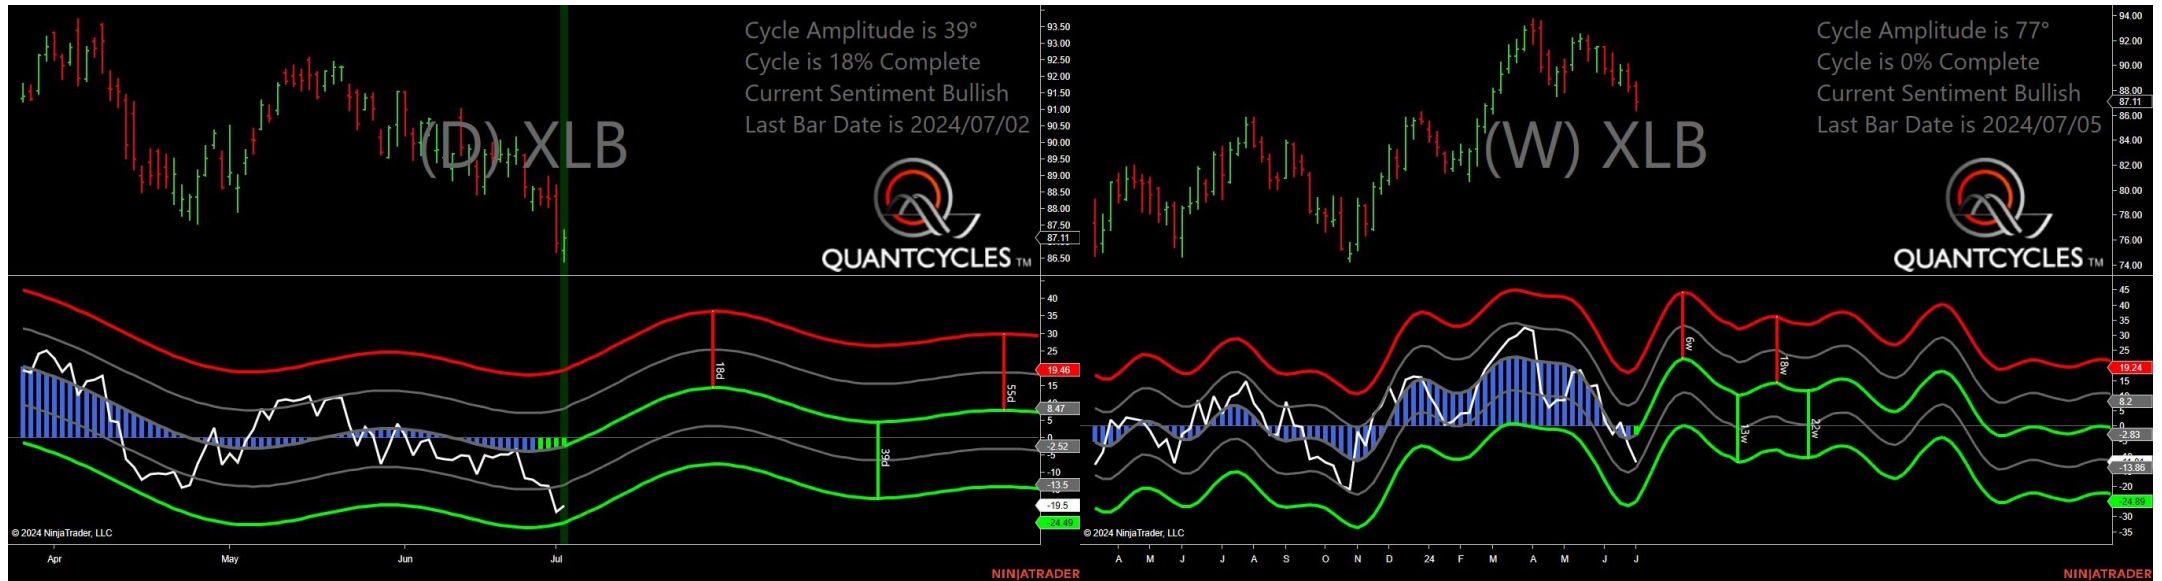 Cycle Amplitude is 39°
Cycle is 18% Complete
Current Sentiment Bullish
Last Bar Date is 2024/07/02
(D) XLB
QUANTCYCLES TM
93.50
93.00
92.50
92.00
91.50
91.00
90.50
90.00
89.50
89.00
88.50
88.00
87.50
87.11
86.50
40
35
30
25
19.46
15
8.47
5
0
-2.52
-5
-10
-13.5
-19.5
-24.49
18d
39d
55d
© 2024 NinjaTrader, LLC
Apr May Jun Jul
NINJATRADER
Cycle Amplitude is 77°
Cycle is 0% Complete
Current Sentiment Bullish
Last Bar Date is 2024/07/05
(W) XLB
QUANTCYCLES TM
94.00
92.00
90.00
88.00
87.11
86.00
84.00
82.00
80.00
78.00
76.00
74.00
45
40
35
30
25
19.24
15
8.2
5
0
-2.83
-13.86
-20
-24.89
-30
-35
6w
13w
18w
22w
© 2024 NinjaTrader, LLC
A M J J A S O N D 24 F M A M J J
NINJATRADER